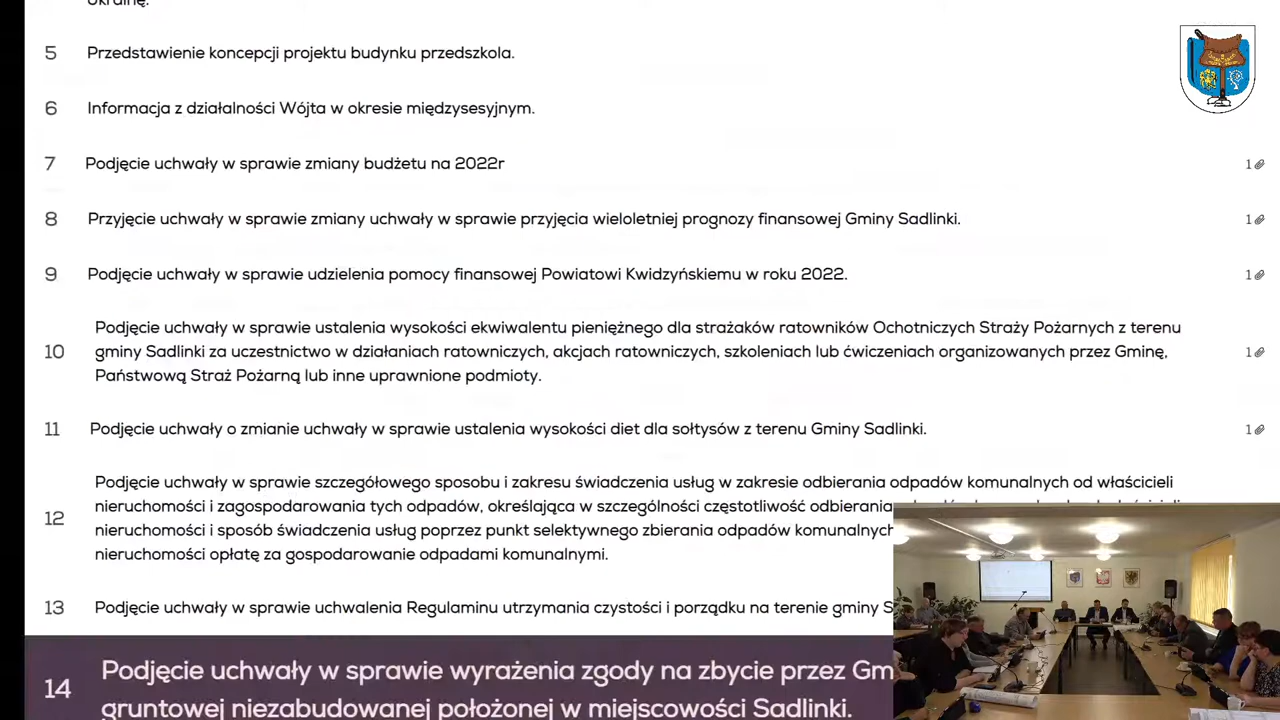 Ukrainę.
5 Przedstawienie koncepcji projektu budynku przedszkola.
6 Informacja z działalności Wójta w okresie międzysesyjnym.
7 Podjęcie uchwały w sprawie zmiany budżetu na 2022r 1
8 Przyjęcie uchwały w sprawie zmiany uchwały w sprawie przyjęcia wieloletniej prognozy finansowej Gminy Sadlinki. 1
9 Podjęcie uchwały w sprawie udzielenia pomocy finansowej Powiatowi Kwidzyńskiemu w roku 2022. 1
Podjęcie uchwały w sprawie ustalenia wysokości ekwiwalentu pieniężnego dla strażaków ratowników Ochotniczych Straży Pożarnych z terenu
10 gminy Sadlinki za uczestnictwo w działaniach ratowniczych, akcjach ratowniczych, szkoleniach lub ćwiczeniach organizowanych przez Gminę, 1
Państwową Straż Pożarną lub inne uprawnione podmioty.
11 Podjęcie uchwały o zmianie uchwały w sprawie ustalenia wysokości diet dla sołtysów z terenu Gminy Sadlinki. 1
Podjęcie uchwały w sprawie szczegółowego sposobu i zakresu świadczenia usług w zakresie odbierania odpadów komunalnych od właścicieli
nieruchomości i zagospodarowania tych odpadów, określająca w szczególności częstotliwość odbierania
12 nieruchomości i sposób świadczenia usług poprzez punkt selektywnego zbierania odpadów komunalnych
nieruchomości opłatę za gospodarowanie odpadami komunalnymi.
13 Podjęcie uchwały w sprawie uchwalenia Regulaminu utrzymania czystości i porządku na terenie gminy S
14 Podjęcie uchwały w sprawie wyrażenia zgody na zbycie przez Gm
gruntowej niezabudowanej położonej w miejscowości Sadlinki.